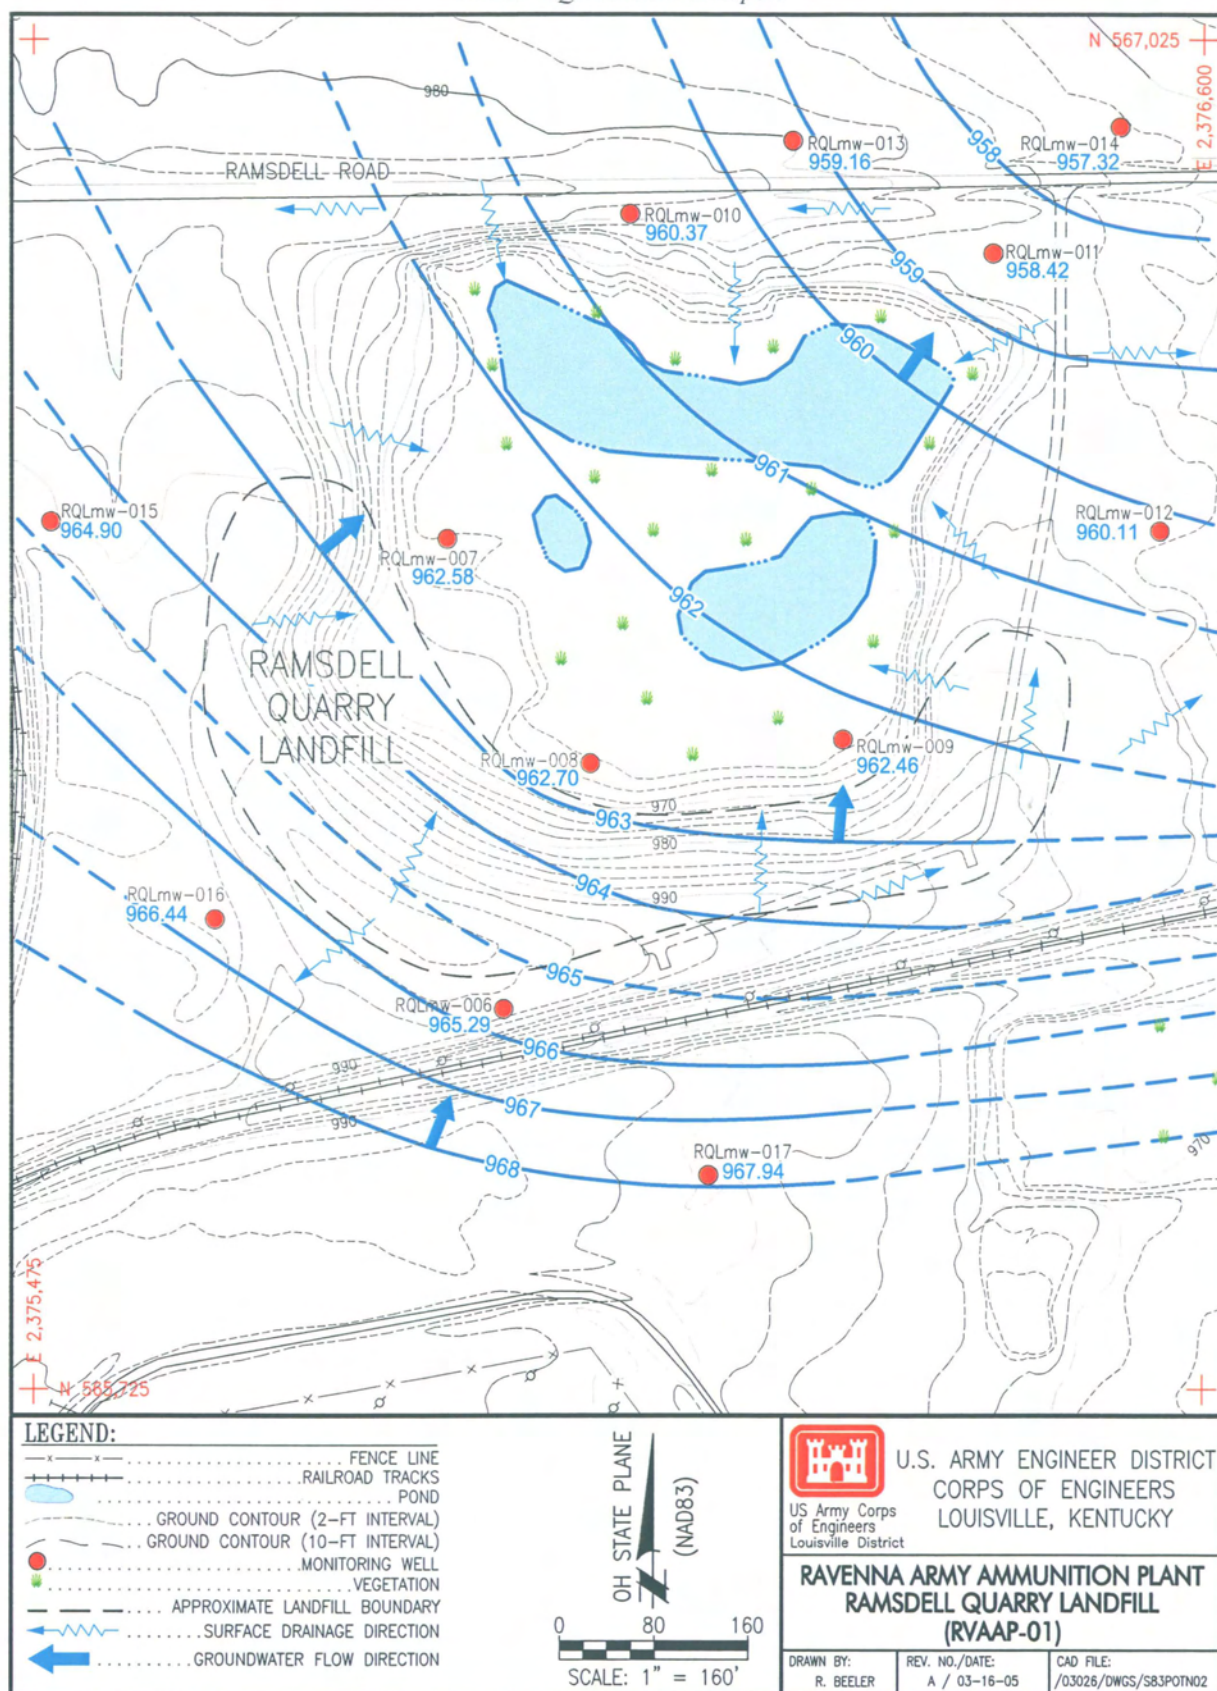 N 567,025
E 2,376,600
980
RAMSDELL ROAD
RQLmw-013
959.16
958
RQLmw-014
957.32
RQLmw-010
960.37
959
RQLmw-011
958.42
960
961
RQLmw-015
964.90
RQLmw-007
962.58
RQLmw-012
960.11
962
RAMSDELL
QUARRY
LANDFILL
RQLmw-008
962.70
RQLmw-009
962.46
970
963
980
964
990
RQLmw-016
966.44
965
RQLmw-006
965.29
966
990
967
990
968
RQLmw-017
967.94
970
E 2,375,475
N 565,725
LEGEND:
FENCE LINE
RAILROAD TRACKS
POND
GROUND CONTOUR (2-FT INTERVAL)
GROUND CONTOUR (10-FT INTERVAL)
MONITORING WELL
VEGETATION
APPROXIMATE LANDFILL BOUNDARY
SURFACE DRAINAGE DIRECTION
GROUNDWATER FLOW DIRECTION
OH STATE PLANE
(NAD83)
N
0 80 160
SCALE: 1" = 160'
US Army Corps
of Engineers
Louisville District
U.S. ARMY ENGINEER DISTRICT
CORPS OF ENGINEERS
LOUISVILLE, KENTUCKY
RAVENNA ARMY AMMUNITION PLANT
RAMSDELL QUARRY LANDFILL
(RVAAP-01)
DRAWN BY:
R. BEELER
REV. NO./DATE:
A / 03-16-05
CAD FILE:
/03026/DWGS/S83POTN02